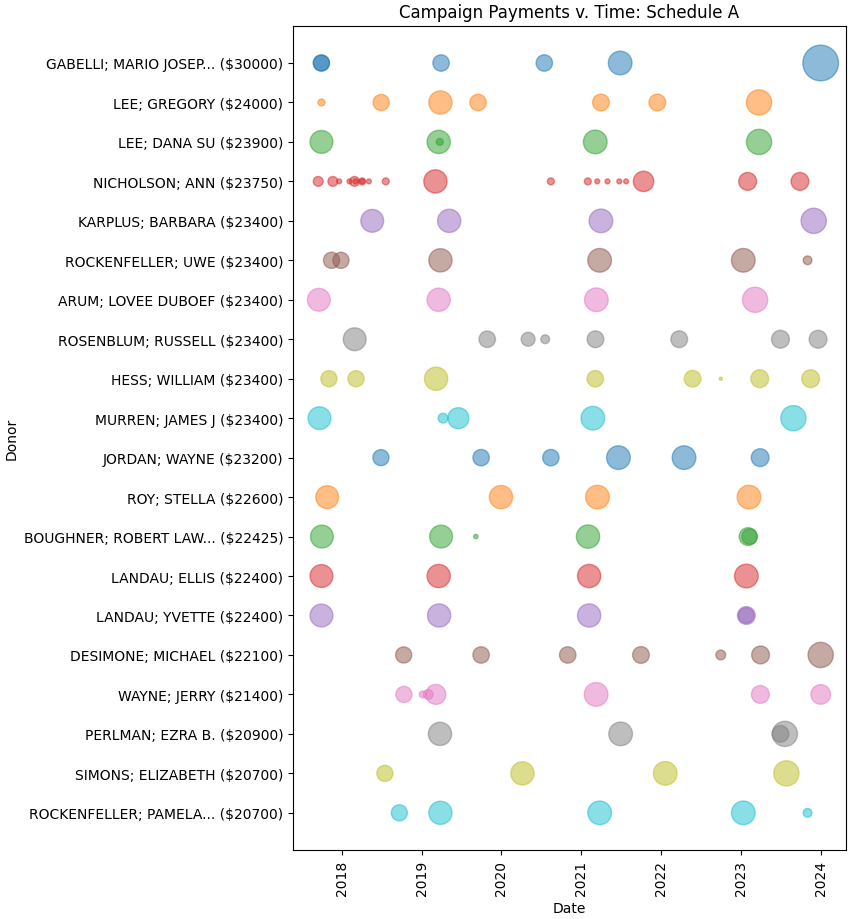 Campaign Payments v. Time: Schedule A
GABELLI; MARIO JOSEP... ($30000)
LEE; GREGORY ($24000)
LEE; DANA SU ($23900)
NICHOLSON; ANN ($23750)
KARPLUS; BARBARA ($23400)
ROCKENFELLER; UWE ($23400)
ARUM; LOVEE DUBOEF ($23400)
ROSENBLUM; RUSSELL ($23400)
HESS; WILLIAM ($23400)
MURREN; JAMES J ($23400)
JORDAN; WAYNE ($23200)
ROY; STELLA ($22600)
BOUGHNER; ROBERT LAW... ($22425)
LANDAU; ELLIS ($22400)
LANDAU; YVETTE ($22400)
DESIMONE; MICHAEL ($22100)
WAYNE; JERRY ($21400)
PERLMAN; EZRA B. ($20900)
SIMONS; ELIZABETH ($20700)
ROCKENFELLER; PAMELA... ($20700)
Donor
2018 2019 2020 2021 2022 2023 2024
Date